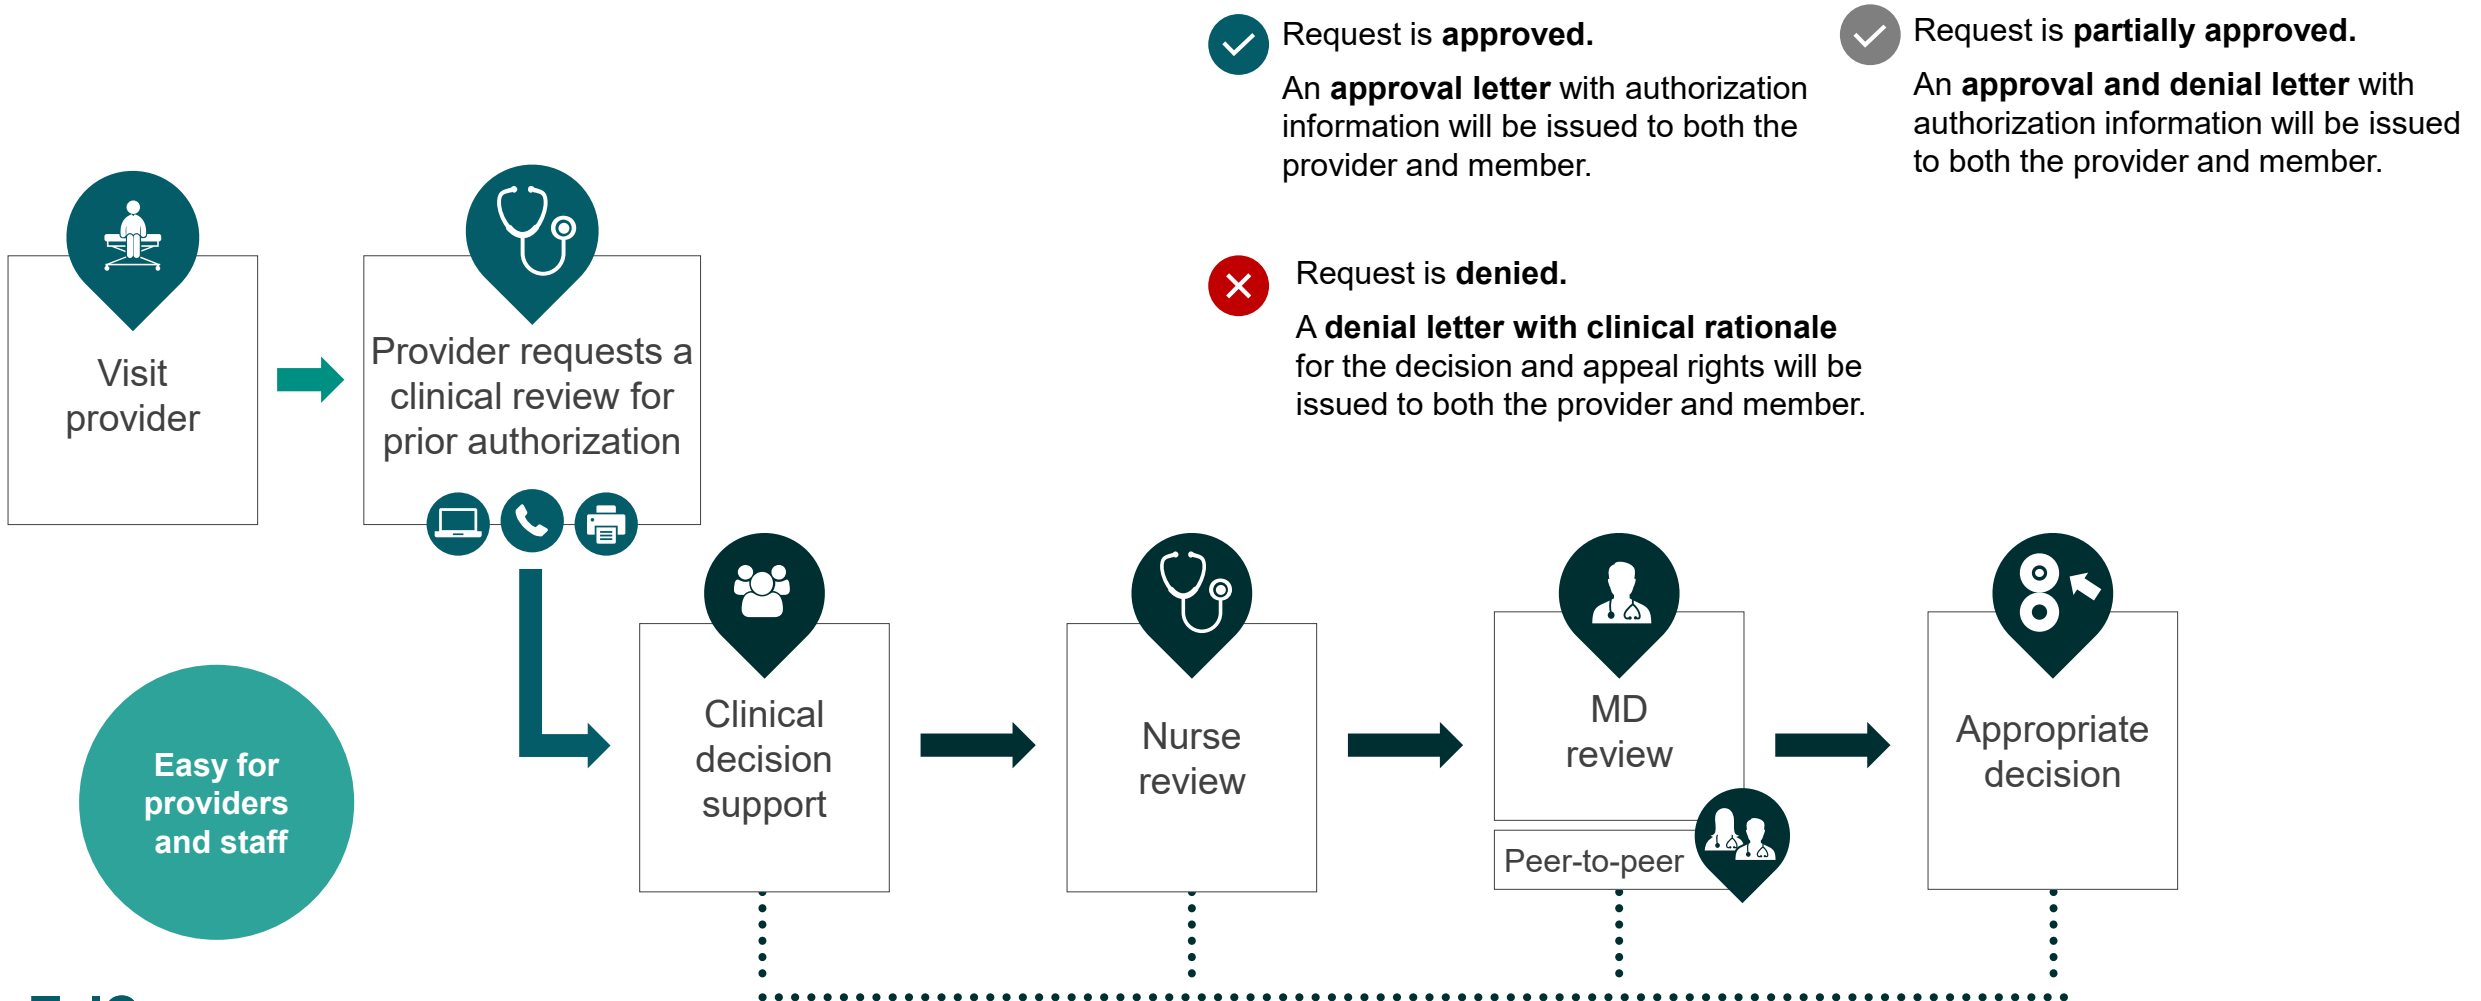 Request is approved.
An approval letter with authorization
information will be issued to both the
provider and member.
Request is partially approved.
An approval and denial letter with
authorization information will be issued
to both the provider and member.
Request is denied.
A denial letter with clinical rationale
for the decision and appeal rights will be
issued to both the provider and member.
Visit
provider
Provider requests a
clinical review for
prior authorization
Clinical
decision
support
Nurse
review
MD
review
Peer-to-peer
Appropriate
decision
Easy for
providers
and staff